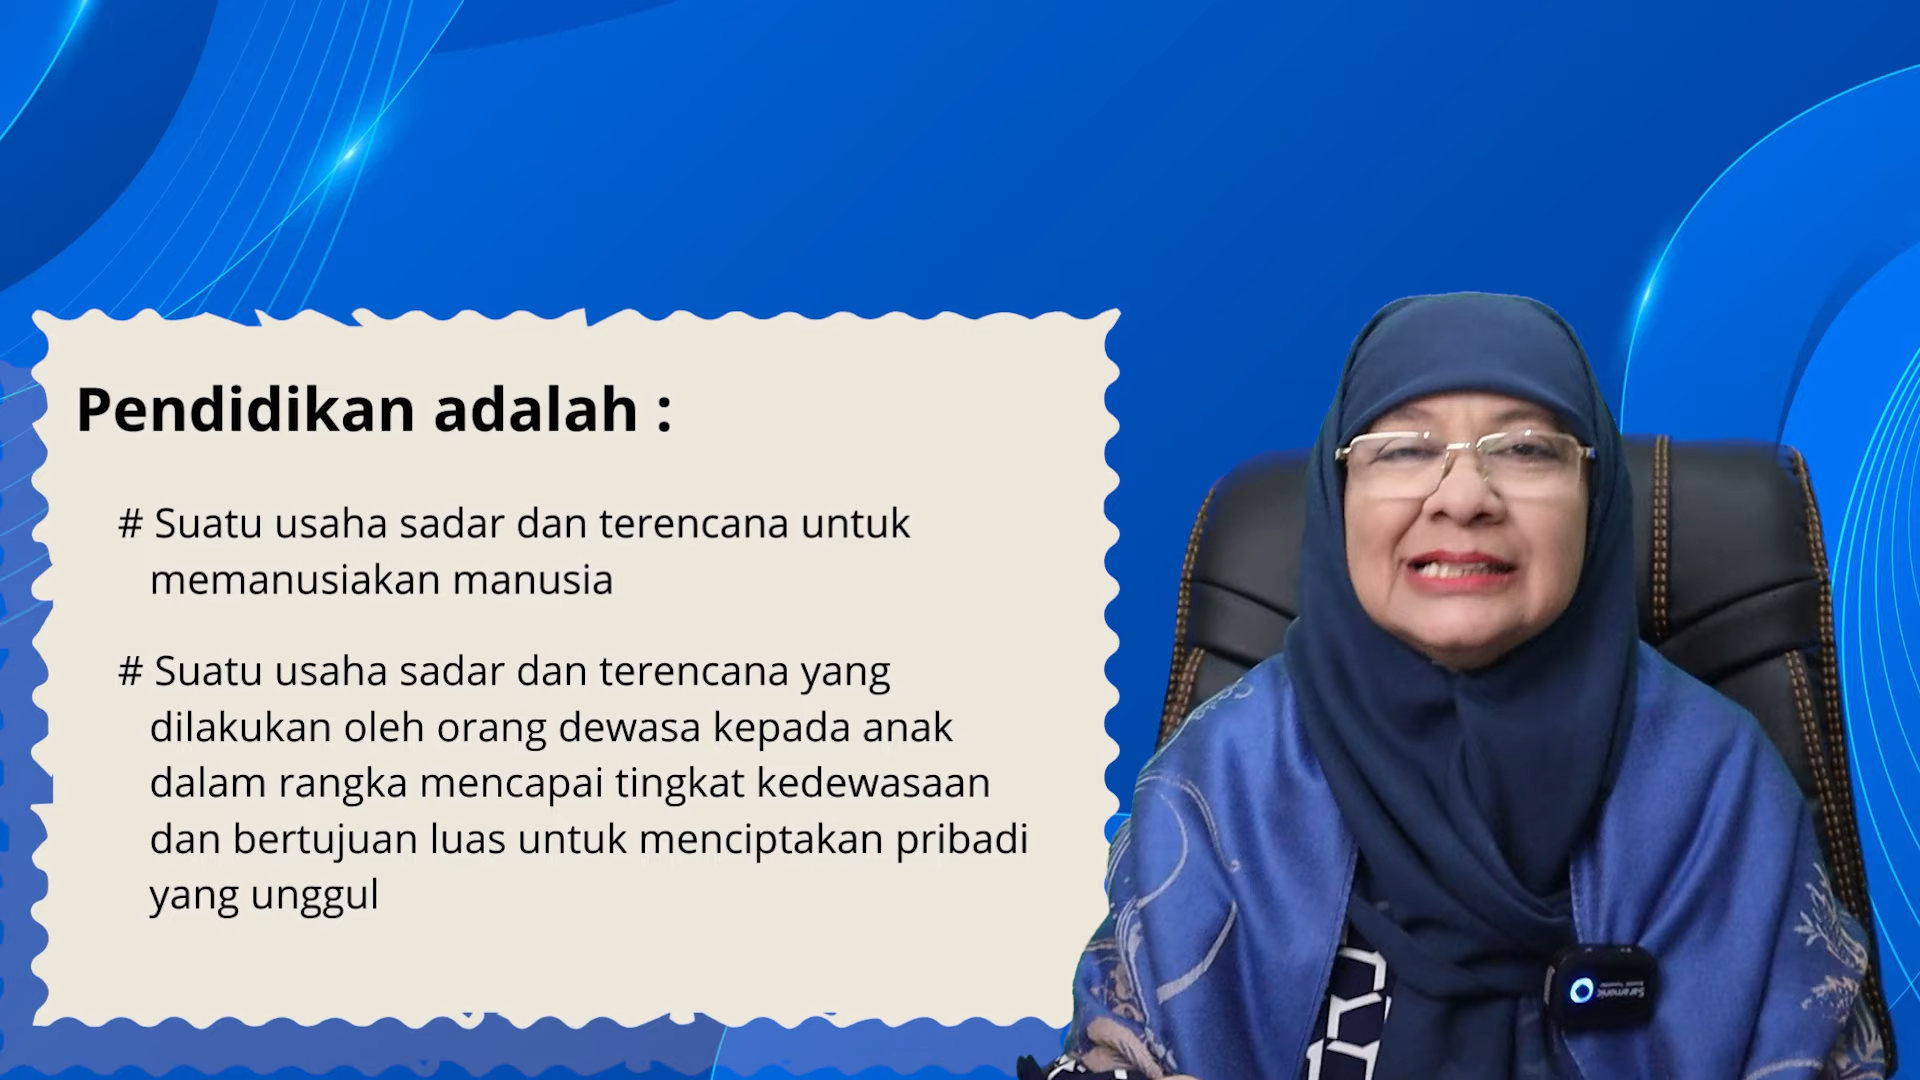 Pendidikan adalah :
# Suatu usaha sadar dan terencana untuk
memanusiakan manusia
# Suatu usaha sadar dan terencana yang
dilakukan oleh orang dewasa kepada anak
dalam rangka mencapai tingkat kedewasaan
dan bertujuan luas untuk menciptakan pribadi
yang unggul
Saramonic